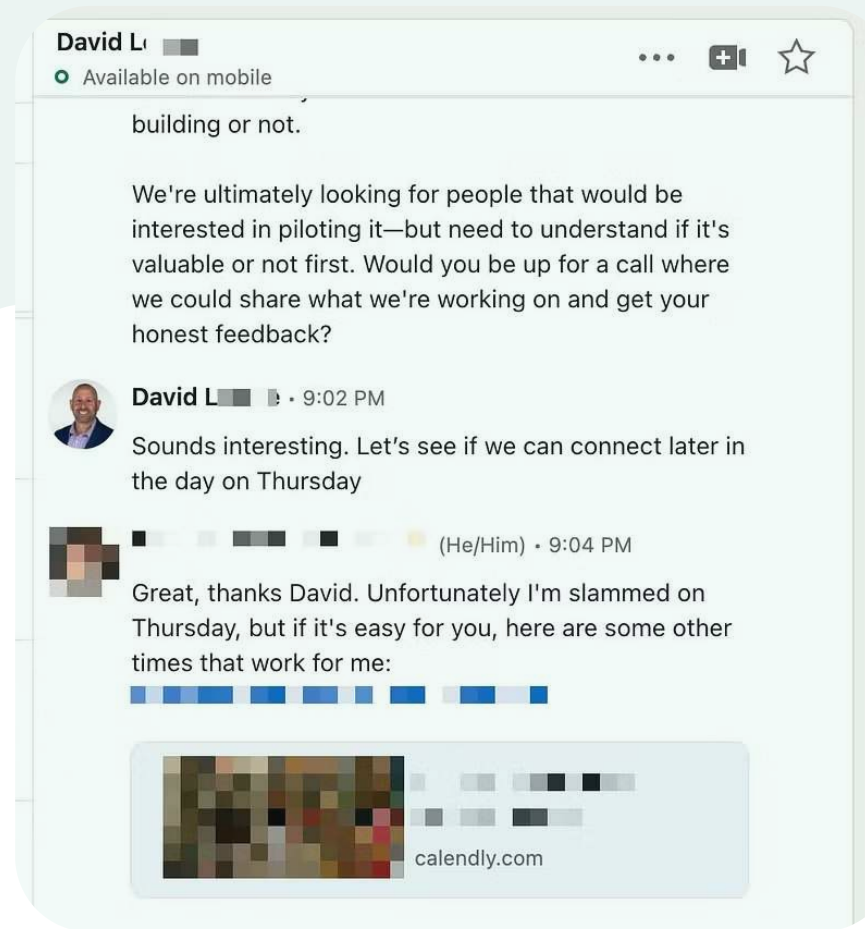 David L
Available on mobile
building or not.
We're ultimately looking for people that would be
interested in piloting it—but need to understand if it's
valuable or not first. Would you be up for a call where
we could share what we're working on and get your
honest feedback?
David L • 9:02 PM
Sounds interesting. Let’s see if we can connect later in
the day on Thursday
(He/Him) • 9:04 PM
Great, thanks David. Unfortunately I'm slammed on
Thursday, but if it's easy for you, here are some other
times that work for me:
calendly.com